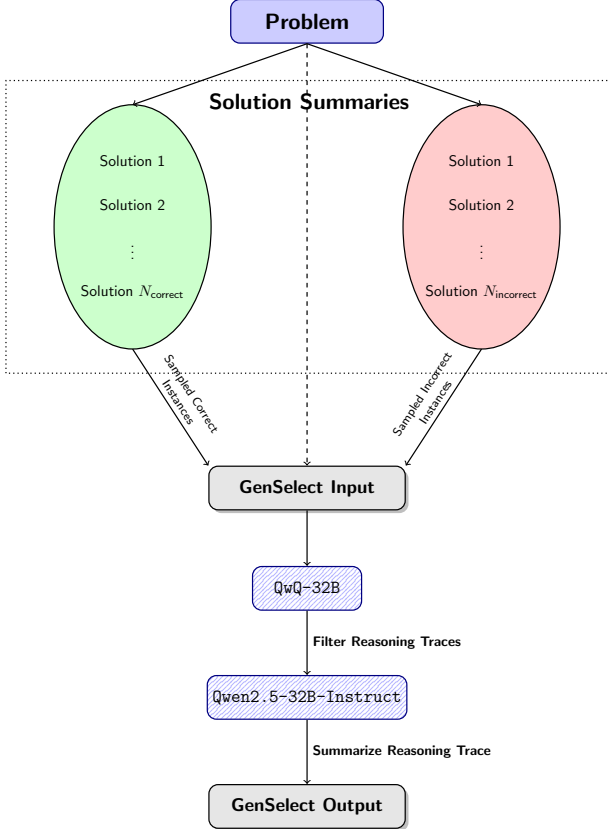 Problem
Solution Summaries
Solution 1
Solution 2
⋮
Solution N_correct
Solution 1
Solution 2
⋮
Solution N_incorrect
Sampled Correct
Instances
Sampled Incorrect
Instances
GenSelect Input
QwQ-32B
Filter Reasoning Traces
Qwen2.5-32B-Instruct
Summarize Reasoning Trace
GenSelect Output